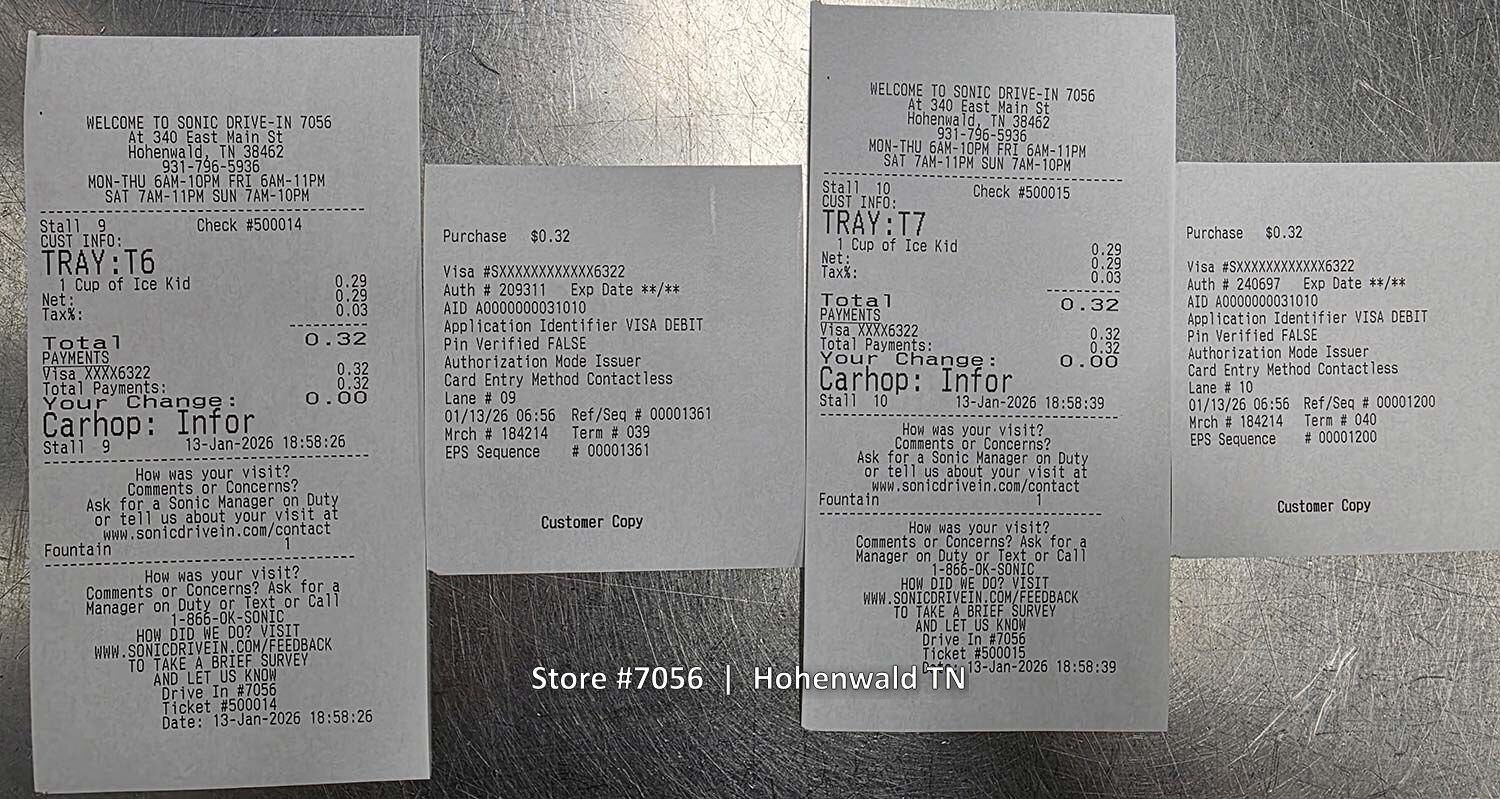 WELCOME TO SONIC DRIVE-IN 7056
At 340 East Main St
Hohenwald, TN 38462
931-796-5936
MON-THU 6AM-10PM FRI 6AM-11PM
SAT 7AM-11PM SUN 7AM-10PM
Stall 9 Check #500014
CUST INFO:
TRAY:T6
1 Cup of Ice Kid 0.29
Net: 0.29
Tax%: 0.03
Total 0.32
PAYMENTS
Visa XXXX6322 0.32
Total Payments: 0.32
Your Change: 0.00
Carhop: Infor
Stall 9 13-Jan-2026 18:58:26
How was your visit?
Comments or Concerns?
Ask for a Sonic Manager on Duty
or tell us about your visit at
www.sonicdrivein.com/contact
Fountain 1
How was your visit?
Comments or Concerns? Ask for a
Manager on Duty or Text or Call
1-866-OK-SONIC
HOW DID WE DO? VISIT
WWW.SONICDRIVEIN.COM/FEEDBACK
TO TAKE A BRIEF SURVEY
AND LET US KNOW
Drive In #7056
Ticket #500014
Date: 13-Jan-2026 18:58:26
Purchase $0.32
Visa #SXXXXXXXXXXXX6322
Auth # 209311 Exp Date **/**
AID A0000000031010
Application Identifier VISA DEBIT
Pin Verified FALSE
Authorization Mode Issuer
Card Entry Method Contactless
Lane # 09
01/13/26 06:56 Ref/Seq # 00001361
Mrch # 184214 Term # 039
EPS Sequence # 00001361
Customer Copy
WELCOME TO SONIC DRIVE-IN 7056
At 340 East Main St
Hohenwald, TN 38462
931-796-5936
MON-THU 6AM-10PM FRI 6AM-11PM
SAT 7AM-11PM SUN 7AM-10PM
Stall 10 Check #500015
CUST INFO:
TRAY:T7
1 Cup of Ice Kid 0.29
Net: 0.29
Tax%: 0.03
Total 0.32
PAYMENTS
Visa XXXX6322 0.32
Total Payments: 0.32
Your Change: 0.00
Carhop: Infor
Stall 10 13-Jan-2026 18:58:39
How was your visit?
Comments or Concerns?
Ask for a Sonic Manager on Duty
or tell us about your visit at
www.sonicdrivein.com/contact
Fountain 1
How was your visit?
Comments or Concerns? Ask for a
Manager on Duty or Text or Call
1-866-OK-SONIC
HOW DID WE DO? VISIT
WWW.SONICDRIVEIN.COM/FEEDBACK
TO TAKE A BRIEF SURVEY
AND LET US KNOW
Drive In #7056
Ticket #500015
Date: 13-Jan-2026 18:58:39
Purchase $0.32
Visa #SXXXXXXXXXXXX6322
Auth # 240697 Exp Date **/**
AID A0000000031010
Application Identifier VISA DEBIT
Pin Verified FALSE
Authorization Mode Issuer
Card Entry Method Contactless
Lane # 10
01/13/26 06:56 Ref/Seq # 00001200
Mrch # 184214 Term # 040
EPS Sequence # 00001200
Customer Copy
Store #7056 | Hohenwald TN